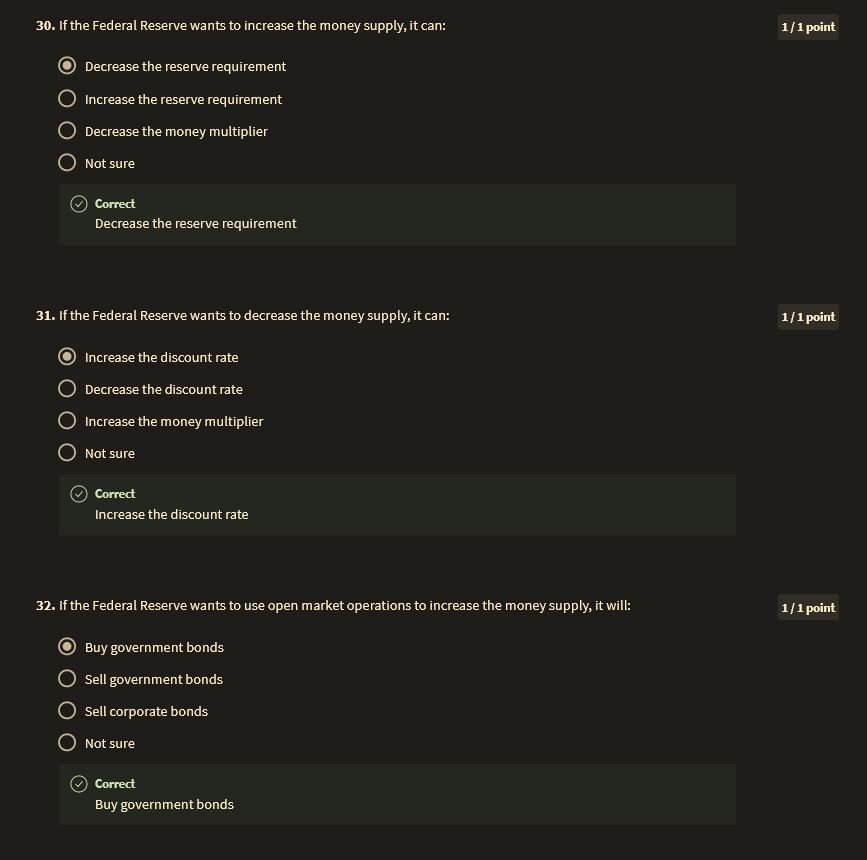 30. If the Federal Reserve wants to increase the money supply, it can:
1 / 1 point
Decrease the reserve requirement
Increase the reserve requirement
Decrease the money multiplier
Not sure
Correct
Decrease the reserve requirement
31. If the Federal Reserve wants to decrease the money supply, it can:
1 / 1 point
Increase the discount rate
Decrease the discount rate
Increase the money multiplier
Not sure
Correct
Increase the discount rate
32. If the Federal Reserve wants to use open market operations to increase the money supply, it will:
1 / 1 point
Buy government bonds
Sell government bonds
Sell corporate bonds
Not sure
Correct
Buy government bonds